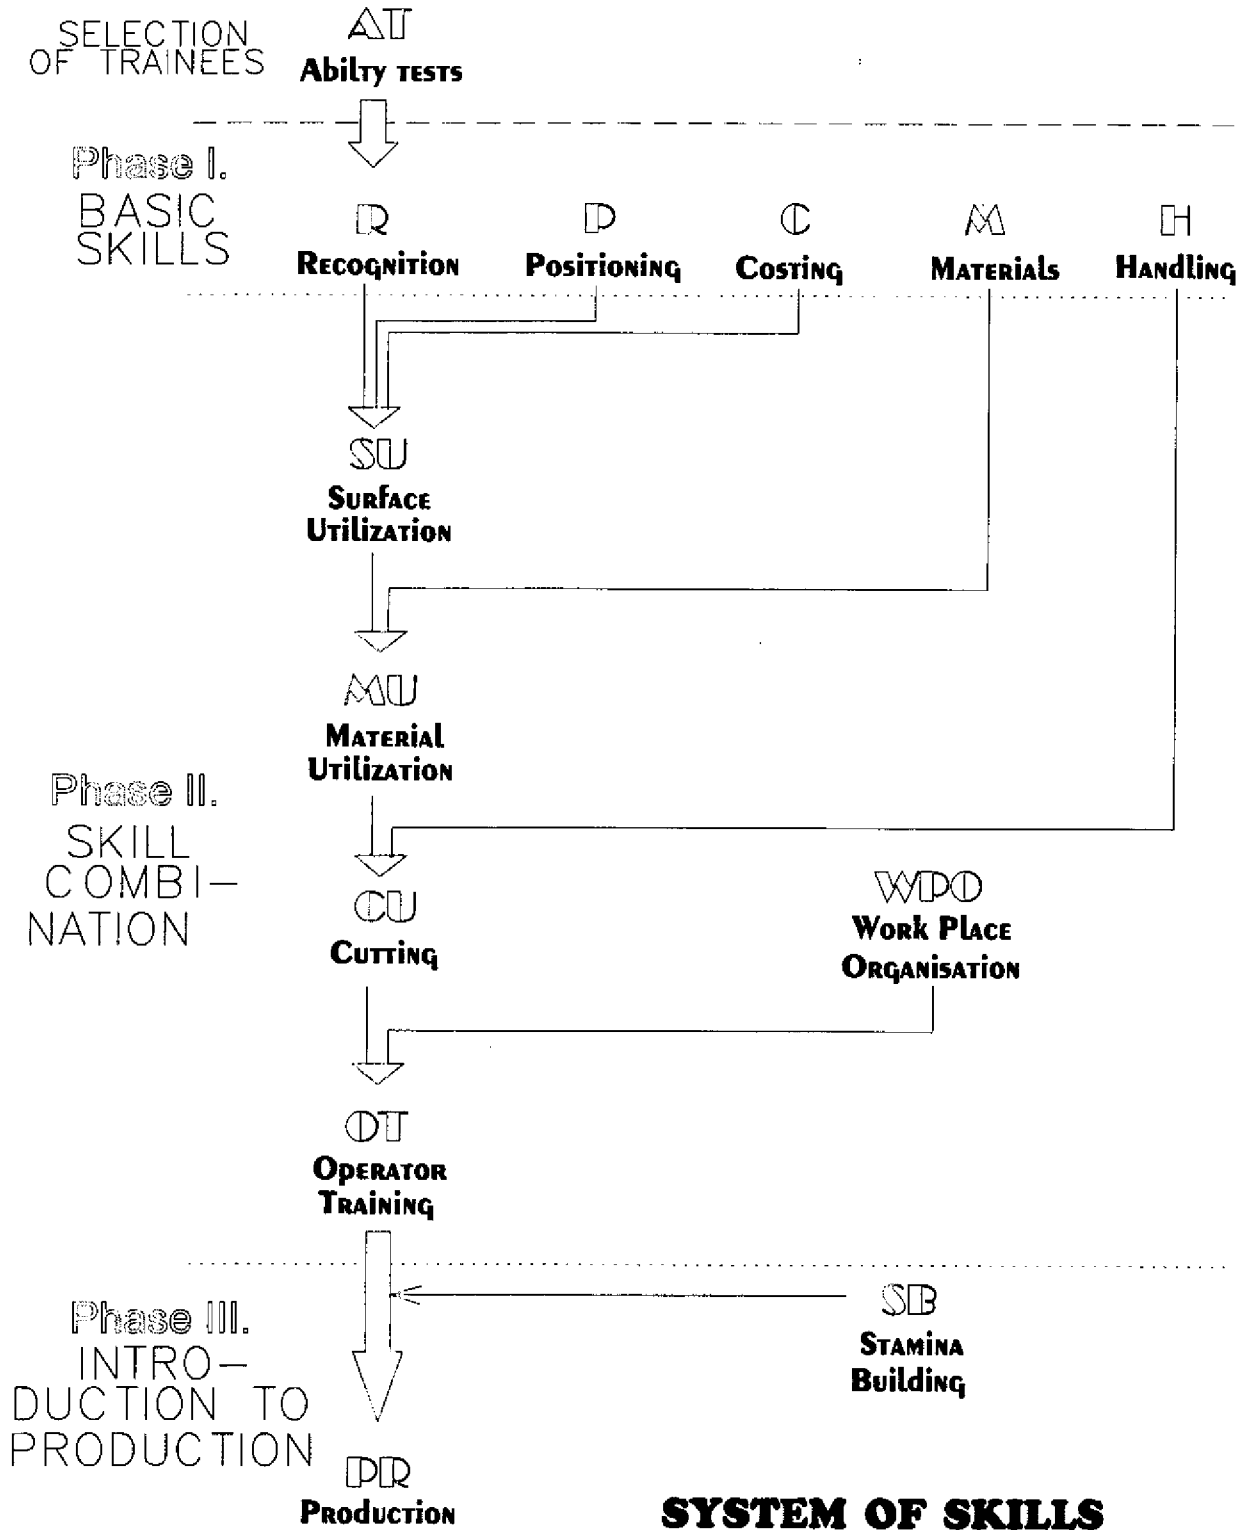 SELECTION
OF TRAINEES
AT
Abilty tests
Phase I.
BASIC
SKILLS
R
Recognition
P
Positioning
C
Costing
M
Materials
H
Handling
SU
Surface
Utilization
MU
Material
Utilization
Phase II.
SKILL
COMBI-
NATION
CU
Cutting
WPO
Work Place
Organisation
OT
Operator
Training
Phase III.
INTRO-
DUCTION TO
PRODUCTION
SB
Stamina
Building
PR
Production
SYSTEM OF SKILLS